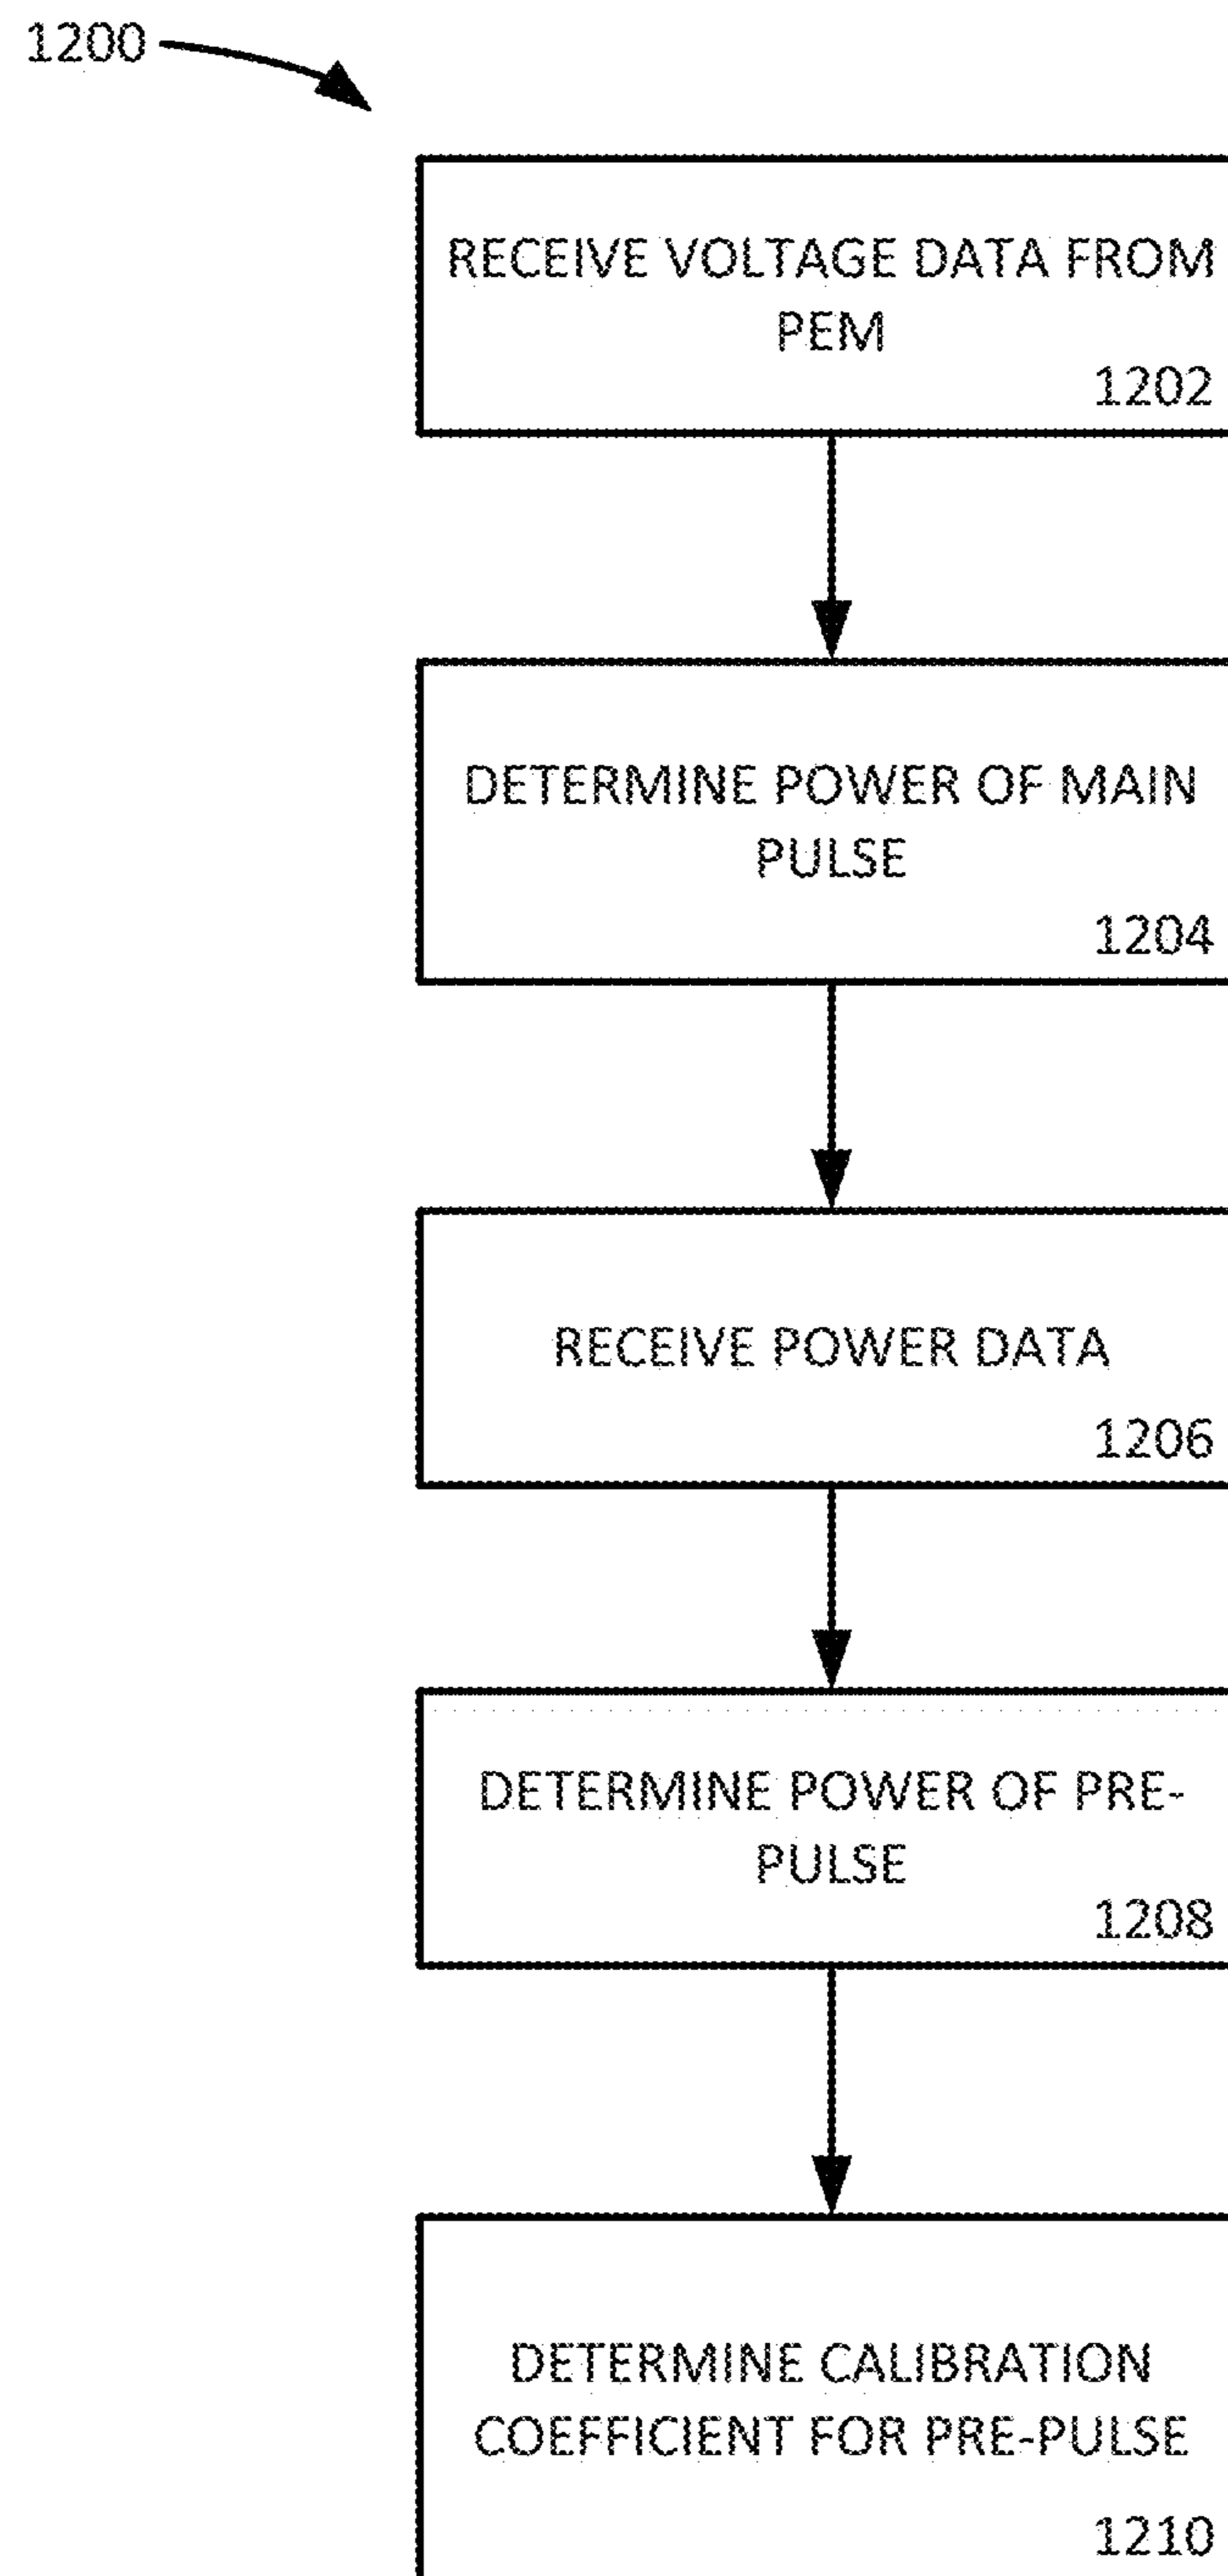 1200
RECEIVE VOLTAGE DATA FROM
PEM
1202
DETERMINE POWER OF MAIN
PULSE
1204
RECEIVE POWER DATA
1206
DETERMINE POWER OF PRE-
PULSE
1208
DETERMINE CALIBRATION
COEFFICIENT FOR PRE-PULSE
1210